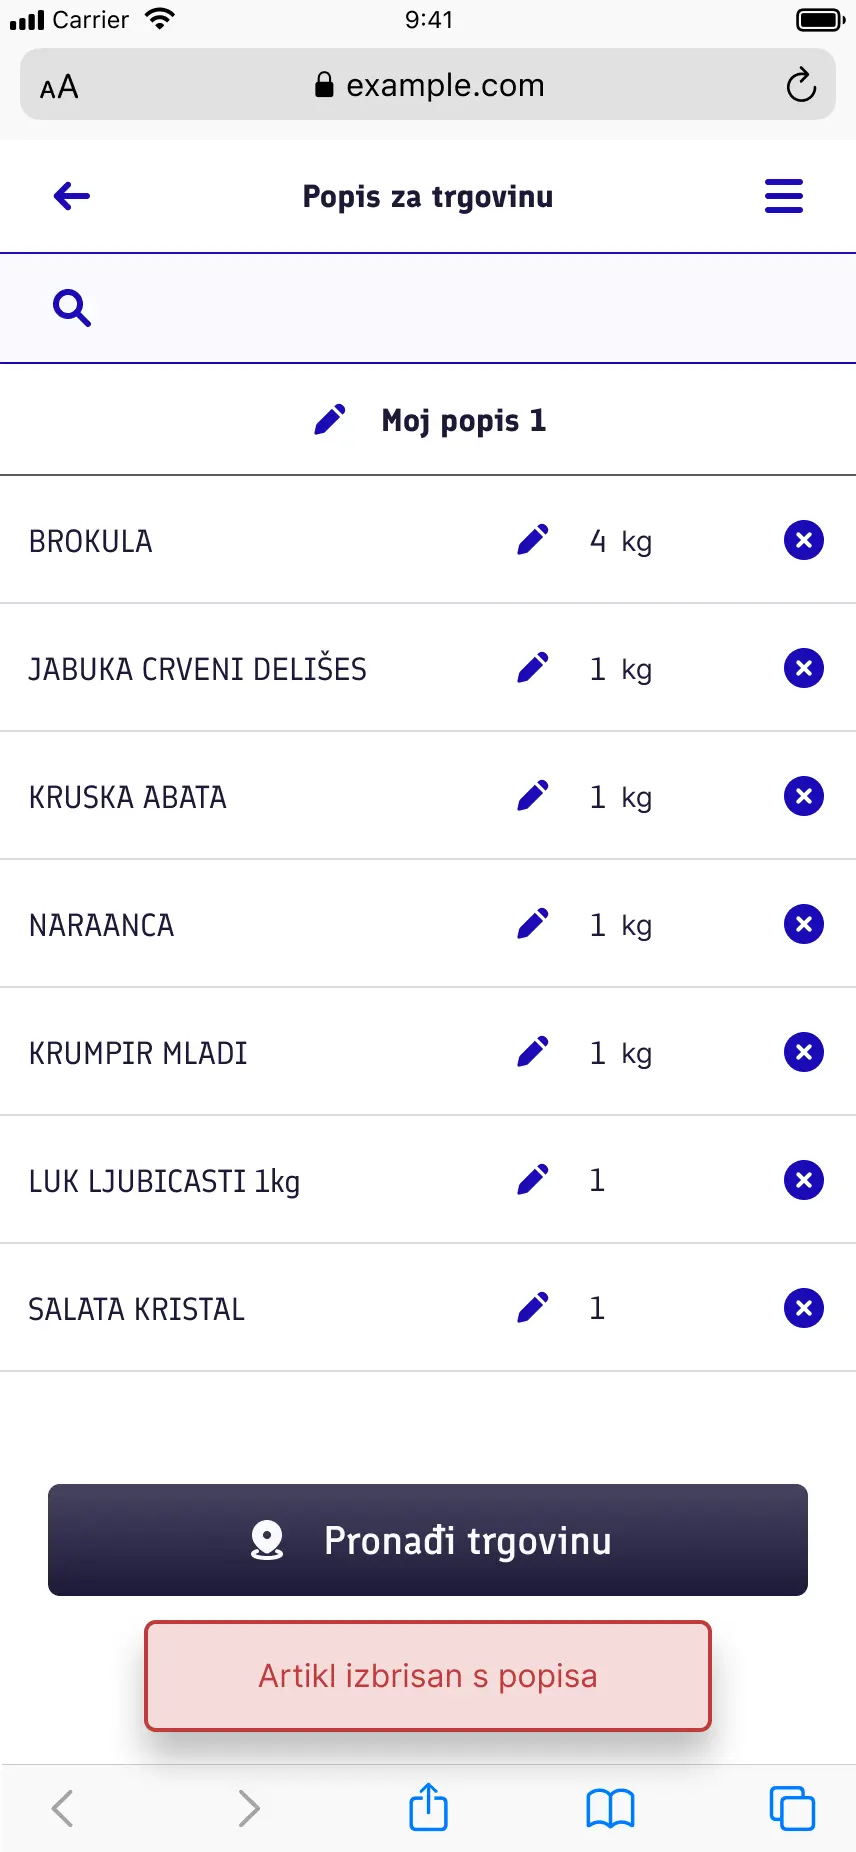 Carrier 9:41
AA example.com
Popis za trgovinu
Moj popis 1
BROKULA 4 kg
JABUKA CRVENI DELIŠES 1 kg
KRUSKA ABATA 1 kg
NARAANCA 1 kg
KRUMPIR MLADI 1 kg
LUK LJUBICASTI 1kg 1
SALATA KRISTAL 1
Pronađi trgovinu
Artikl izbrisan s popisa